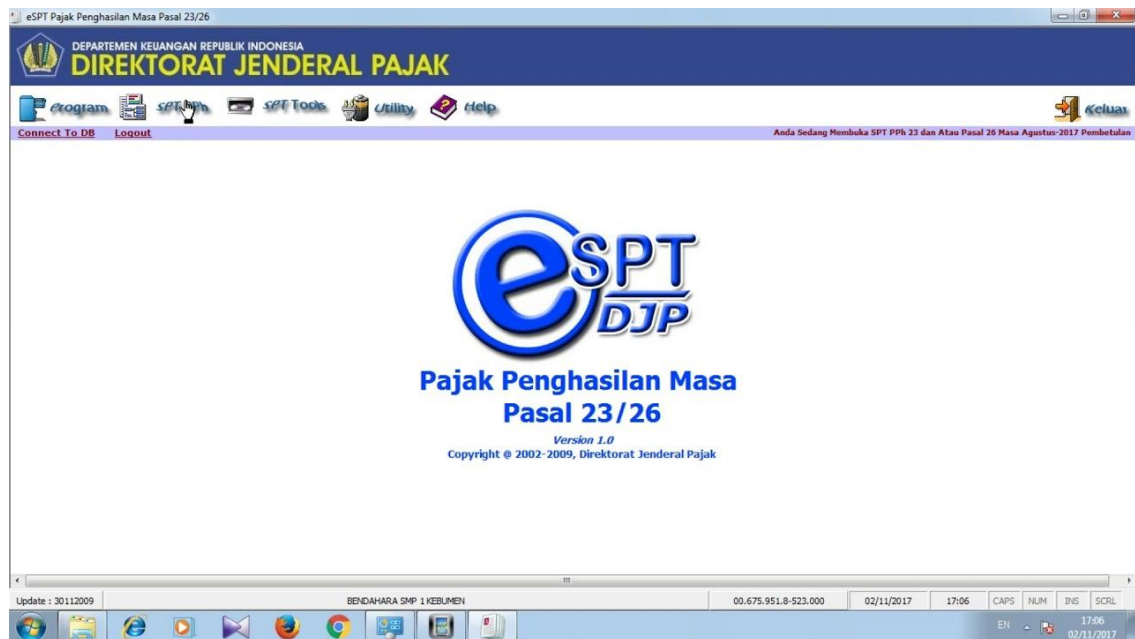 eSPT Pajak Penghasilan Masa Pasal 23/26
DEPARTEMEN KEUANGAN REPUBLIK INDONESIA
DIREKTORAT JENDERAL PAJAK
Program SPT PPh SPT Tools Utility Help Keluar
Connect To DB Logout Anda Sedang Membuka SPT PPh 23 dan Atau Pasal 26 Masa Agustus-2017 Pembetulan
eSPT
DJP
Pajak Penghasilan Masa
Pasal 23/26
Version 1.0
Copyright @ 2002-2009, Direktorat Jenderal Pajak
Update : 30112009 BENDAHARA SMP 1 KEBUMEN 00.675.951.8-523.000 02/11/2017 17:06 CAPS NUM INS SCRL
EN 17:06
02/11/2017